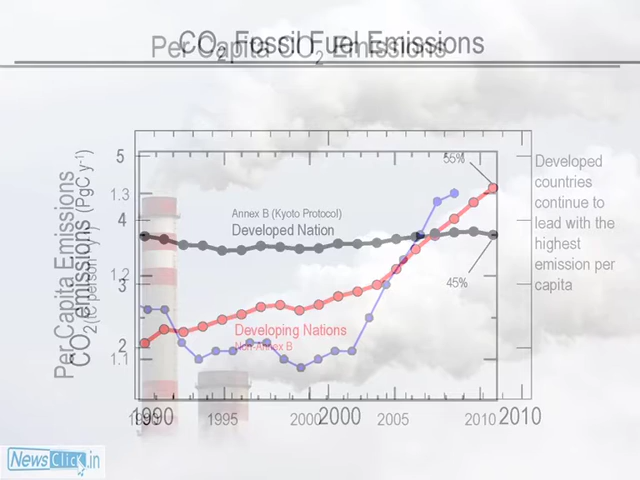 CO2 Fossil Fuel Emissions
Per Capita CO2 Emissions
55%
5
1.3
4
1.2
3
2
1.1
Per Capita Emissions
CO2 emissions (PgC y-1)
Annex B (Kyoto Protocol)
Developed Nation
Developing Nations
Non-Annex B
45%
Developed
countries
continue to
lead with the
highest
emission per
capita
1990
1990
1995
2000
2000
2005
2010
2010
NewsClick.in